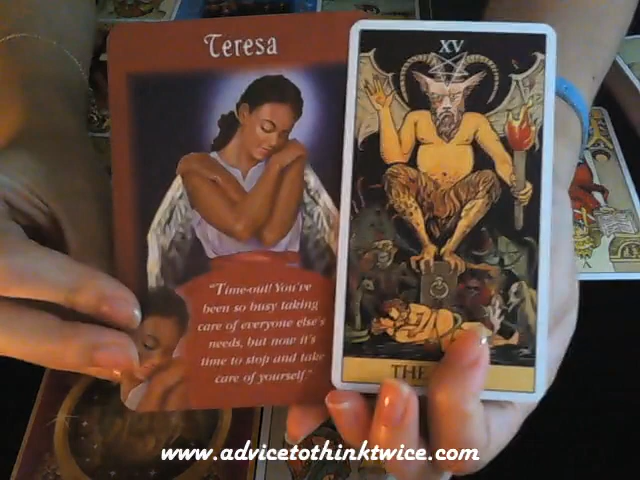 Teresa
XV
"Time-out! You've
been so busy taking
care of everyone else's
needs, but now it's
time to stop and take
care of yourself."
THE
www.advicetothinktwice.com